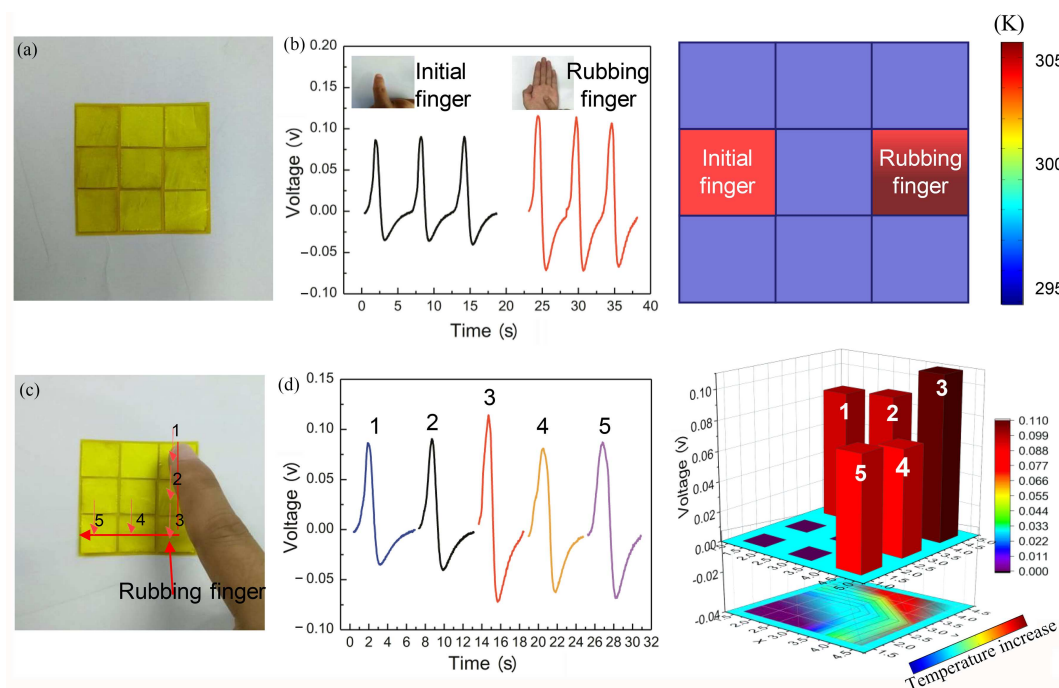 (a)
(b)
0.20
0.15
0.10
0.05
0.00
−0.05
−0.10
Voltage (v)
Initial
finger
Rubbing
finger
0 5 10 15 20 25 30 35 40
Time (s)
Initial
finger
Rubbing
finger
(K)
305
300
295
(c)
1
2
3
4
5
Rubbing finger
(d)
0.15
0.10
0.05
0.00
−0.05
−0.10
Voltage (v)
1 2 3 4 5
0 2 4 6 8 10 12 14 16 18 20 22 24 26 28 30 32
Time (s)
0.10
0.08
0.06
0.04
0.02
0.00
-0.02
-0.04
Voltage (v)
1 2 3
5 4
0.110
0.099
0.088
0.077
0.066
0.055
0.044
0.033
0.022
0.011
0.000
X
Y
Temperature increase